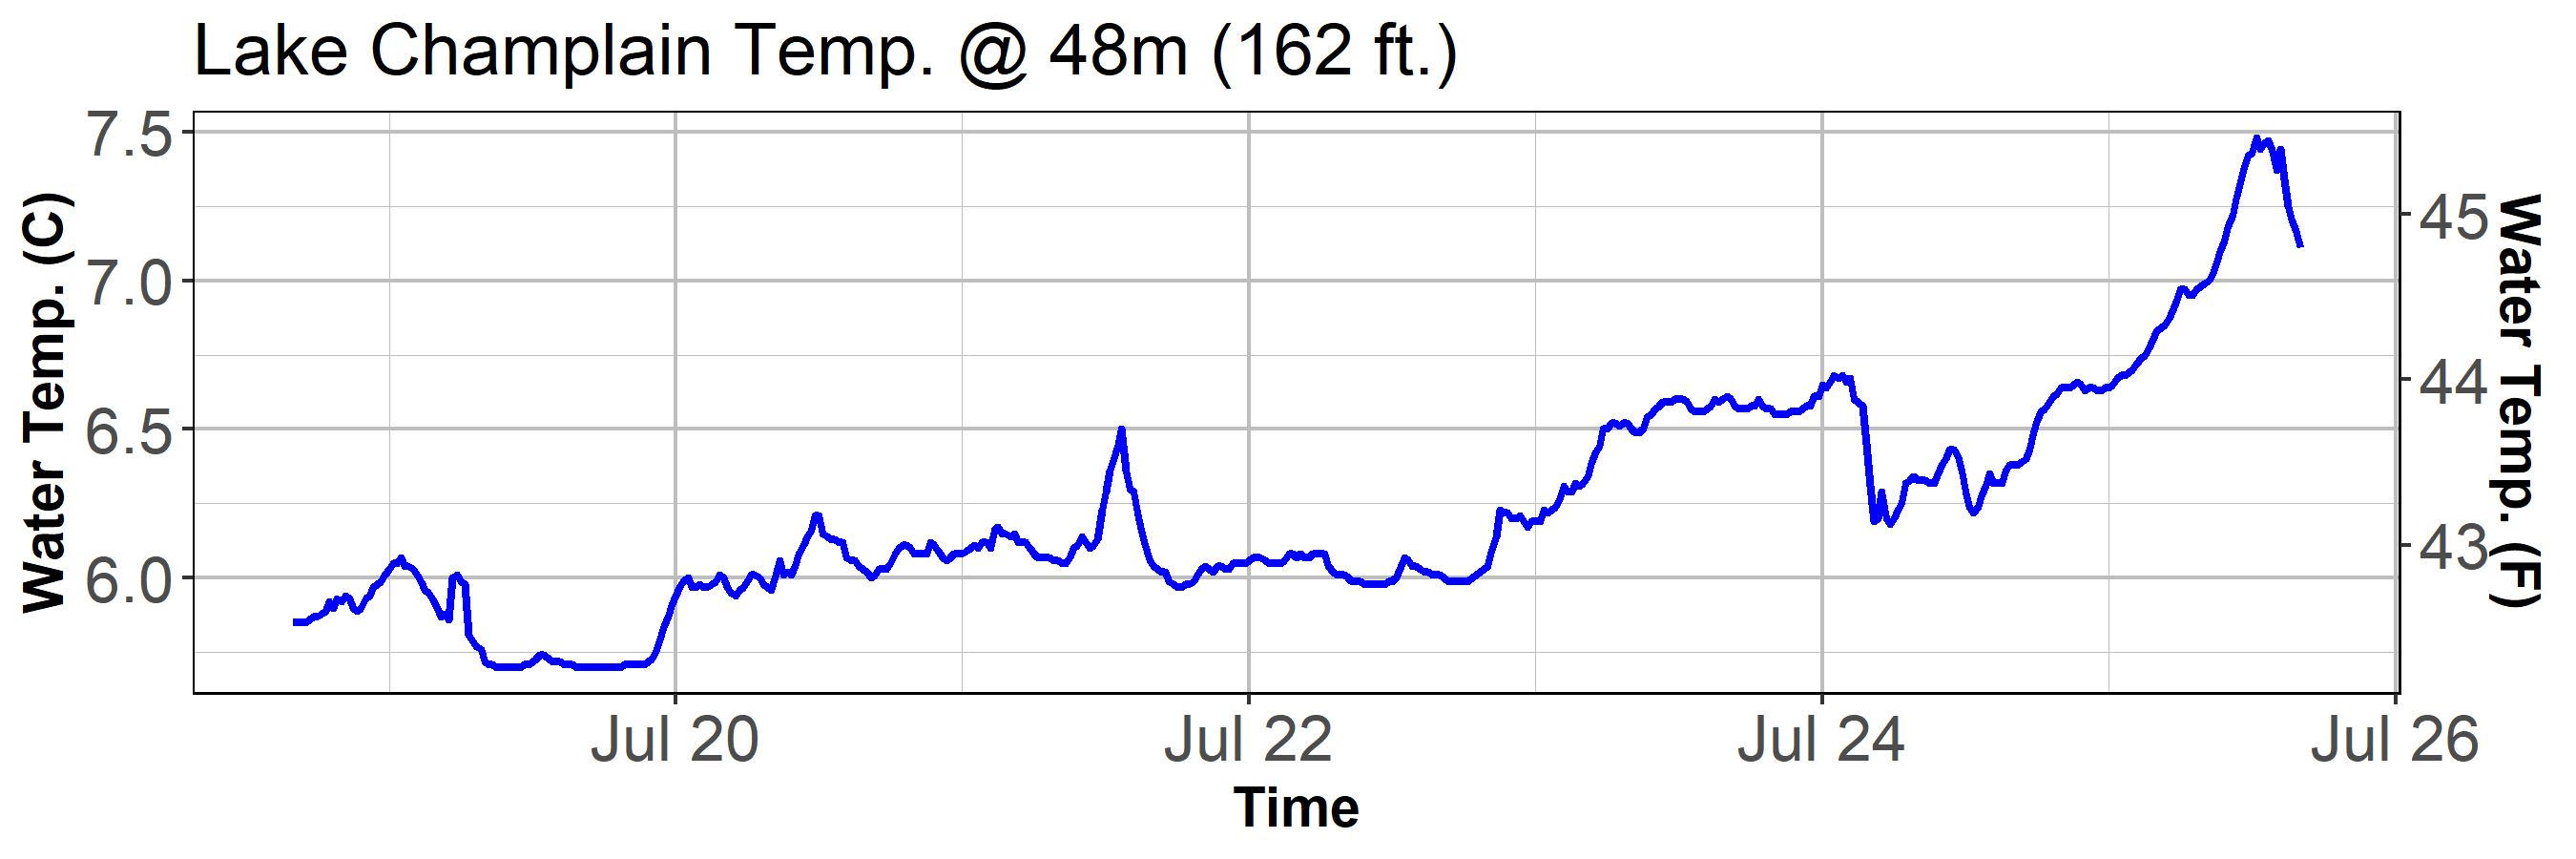 Lake Champlain Temp. @ 48m (162 ft.)
7.5
7.0
6.5
6.0
Water Temp. (C)
45
44
43
Water Temp. (F)
Jul 20 Jul 22 Jul 24 Jul 26
Time